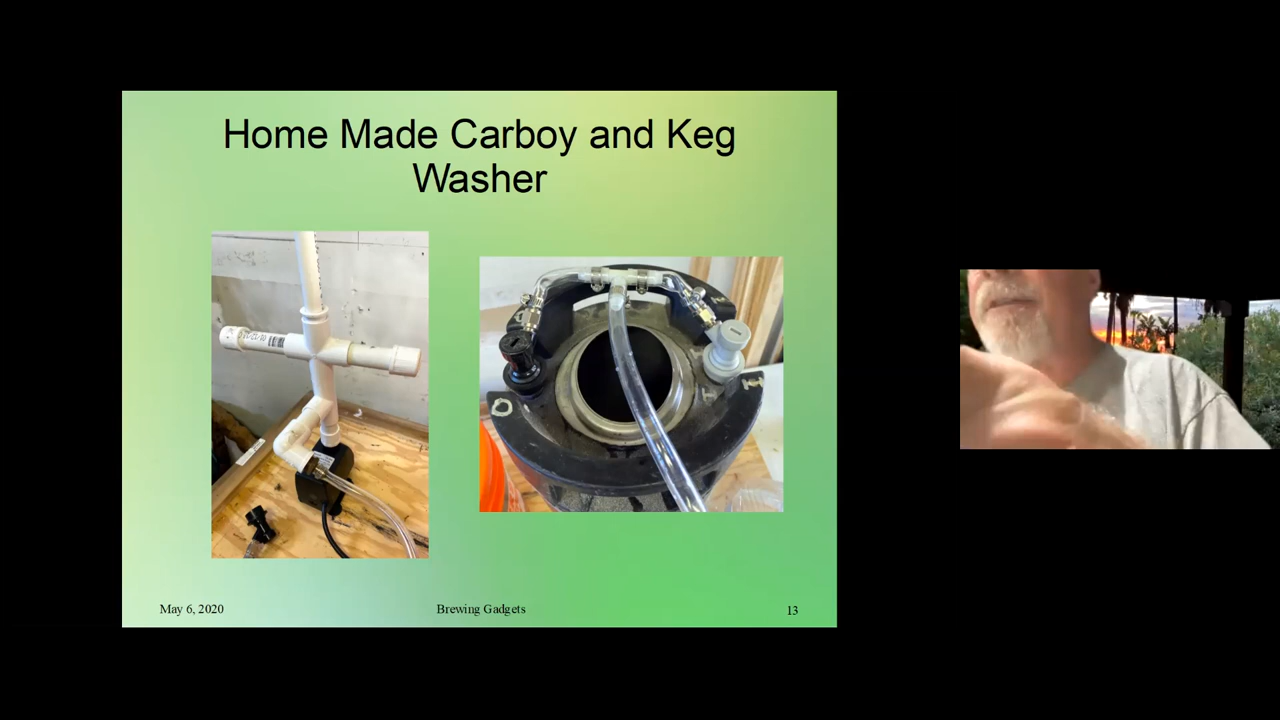 Home Made Carboy and Keg
Washer
O
I
May 6, 2020
Brewing Gadgets
13